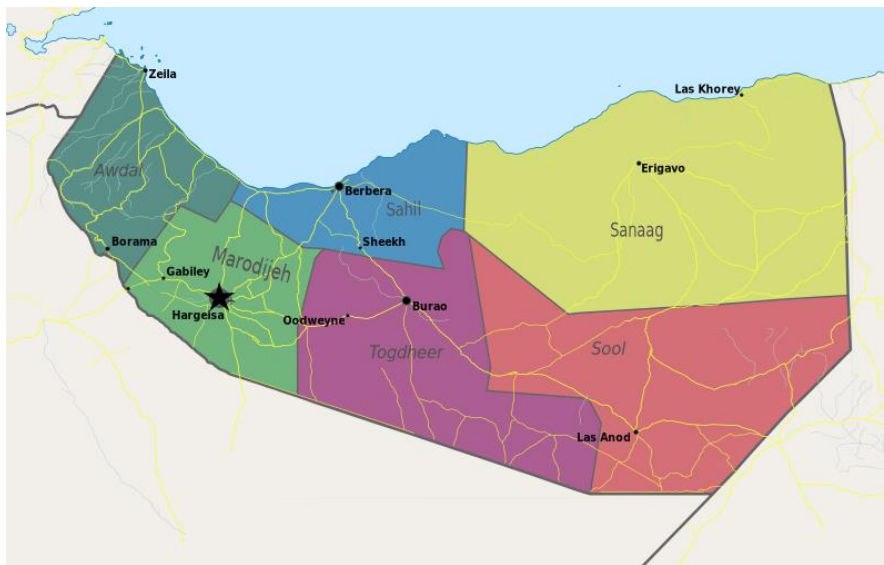 Zeila
Las Khorey
Awdal
Erigavo
Berbera
Sahil
Sanaag
Borama
Sheekh
Marodijeh
Gabiley
Burao
Hargeisa
Oodweyne
Togdheer
Sool
Las Anod